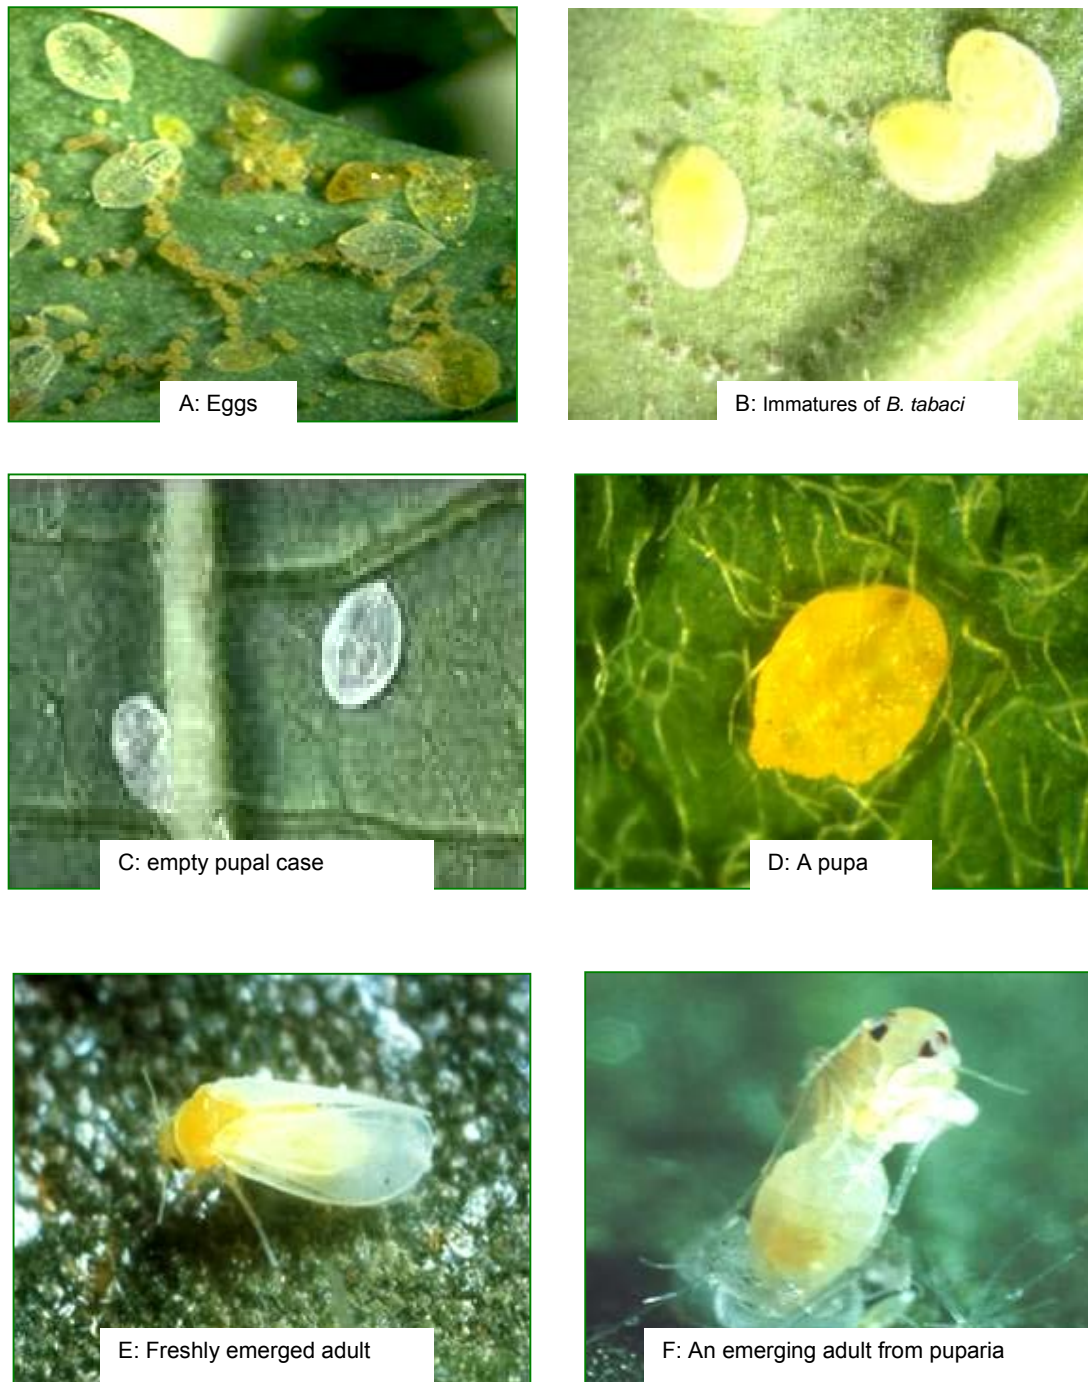 A: Eggs
B: Immatures of B. tabaci
C: empty pupal case
D: A pupa
E: Freshly emerged adult
F: An emerging adult from puparia